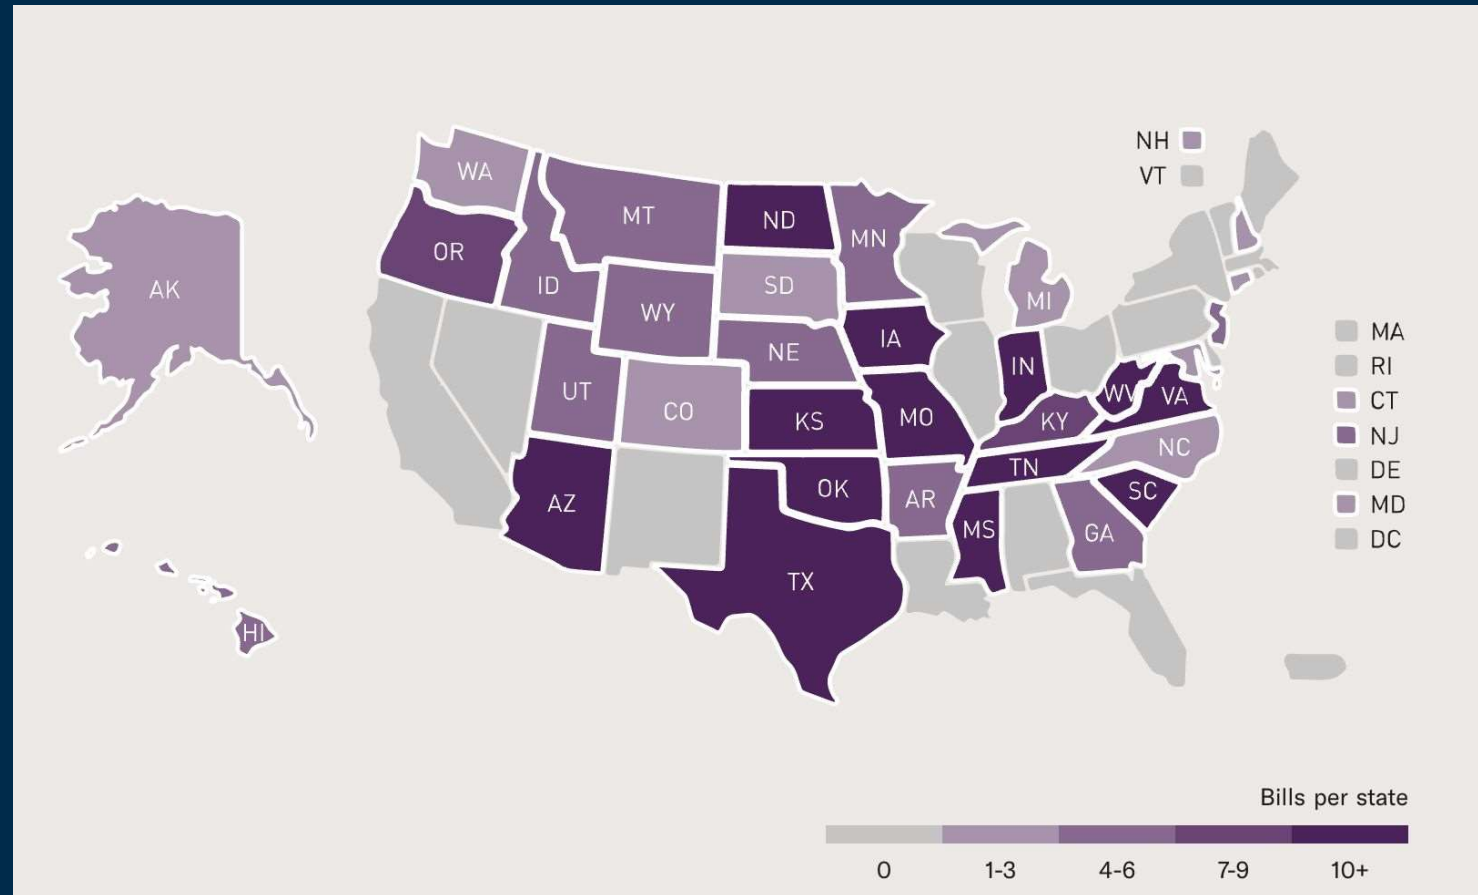 NH
VT
WA
MT
ND
MN
OR
ID
SD
MI
AK
WY
IA
NE
MA
RI
IN
UT
CO
KS
MO
WV
VA
CT
KY
NJ
NC
TN
DE
AZ
OK
AR
SC
MD
MS
GA
DC
TX
HI
Bills per state
0 1-3 4-6 7-9 10+